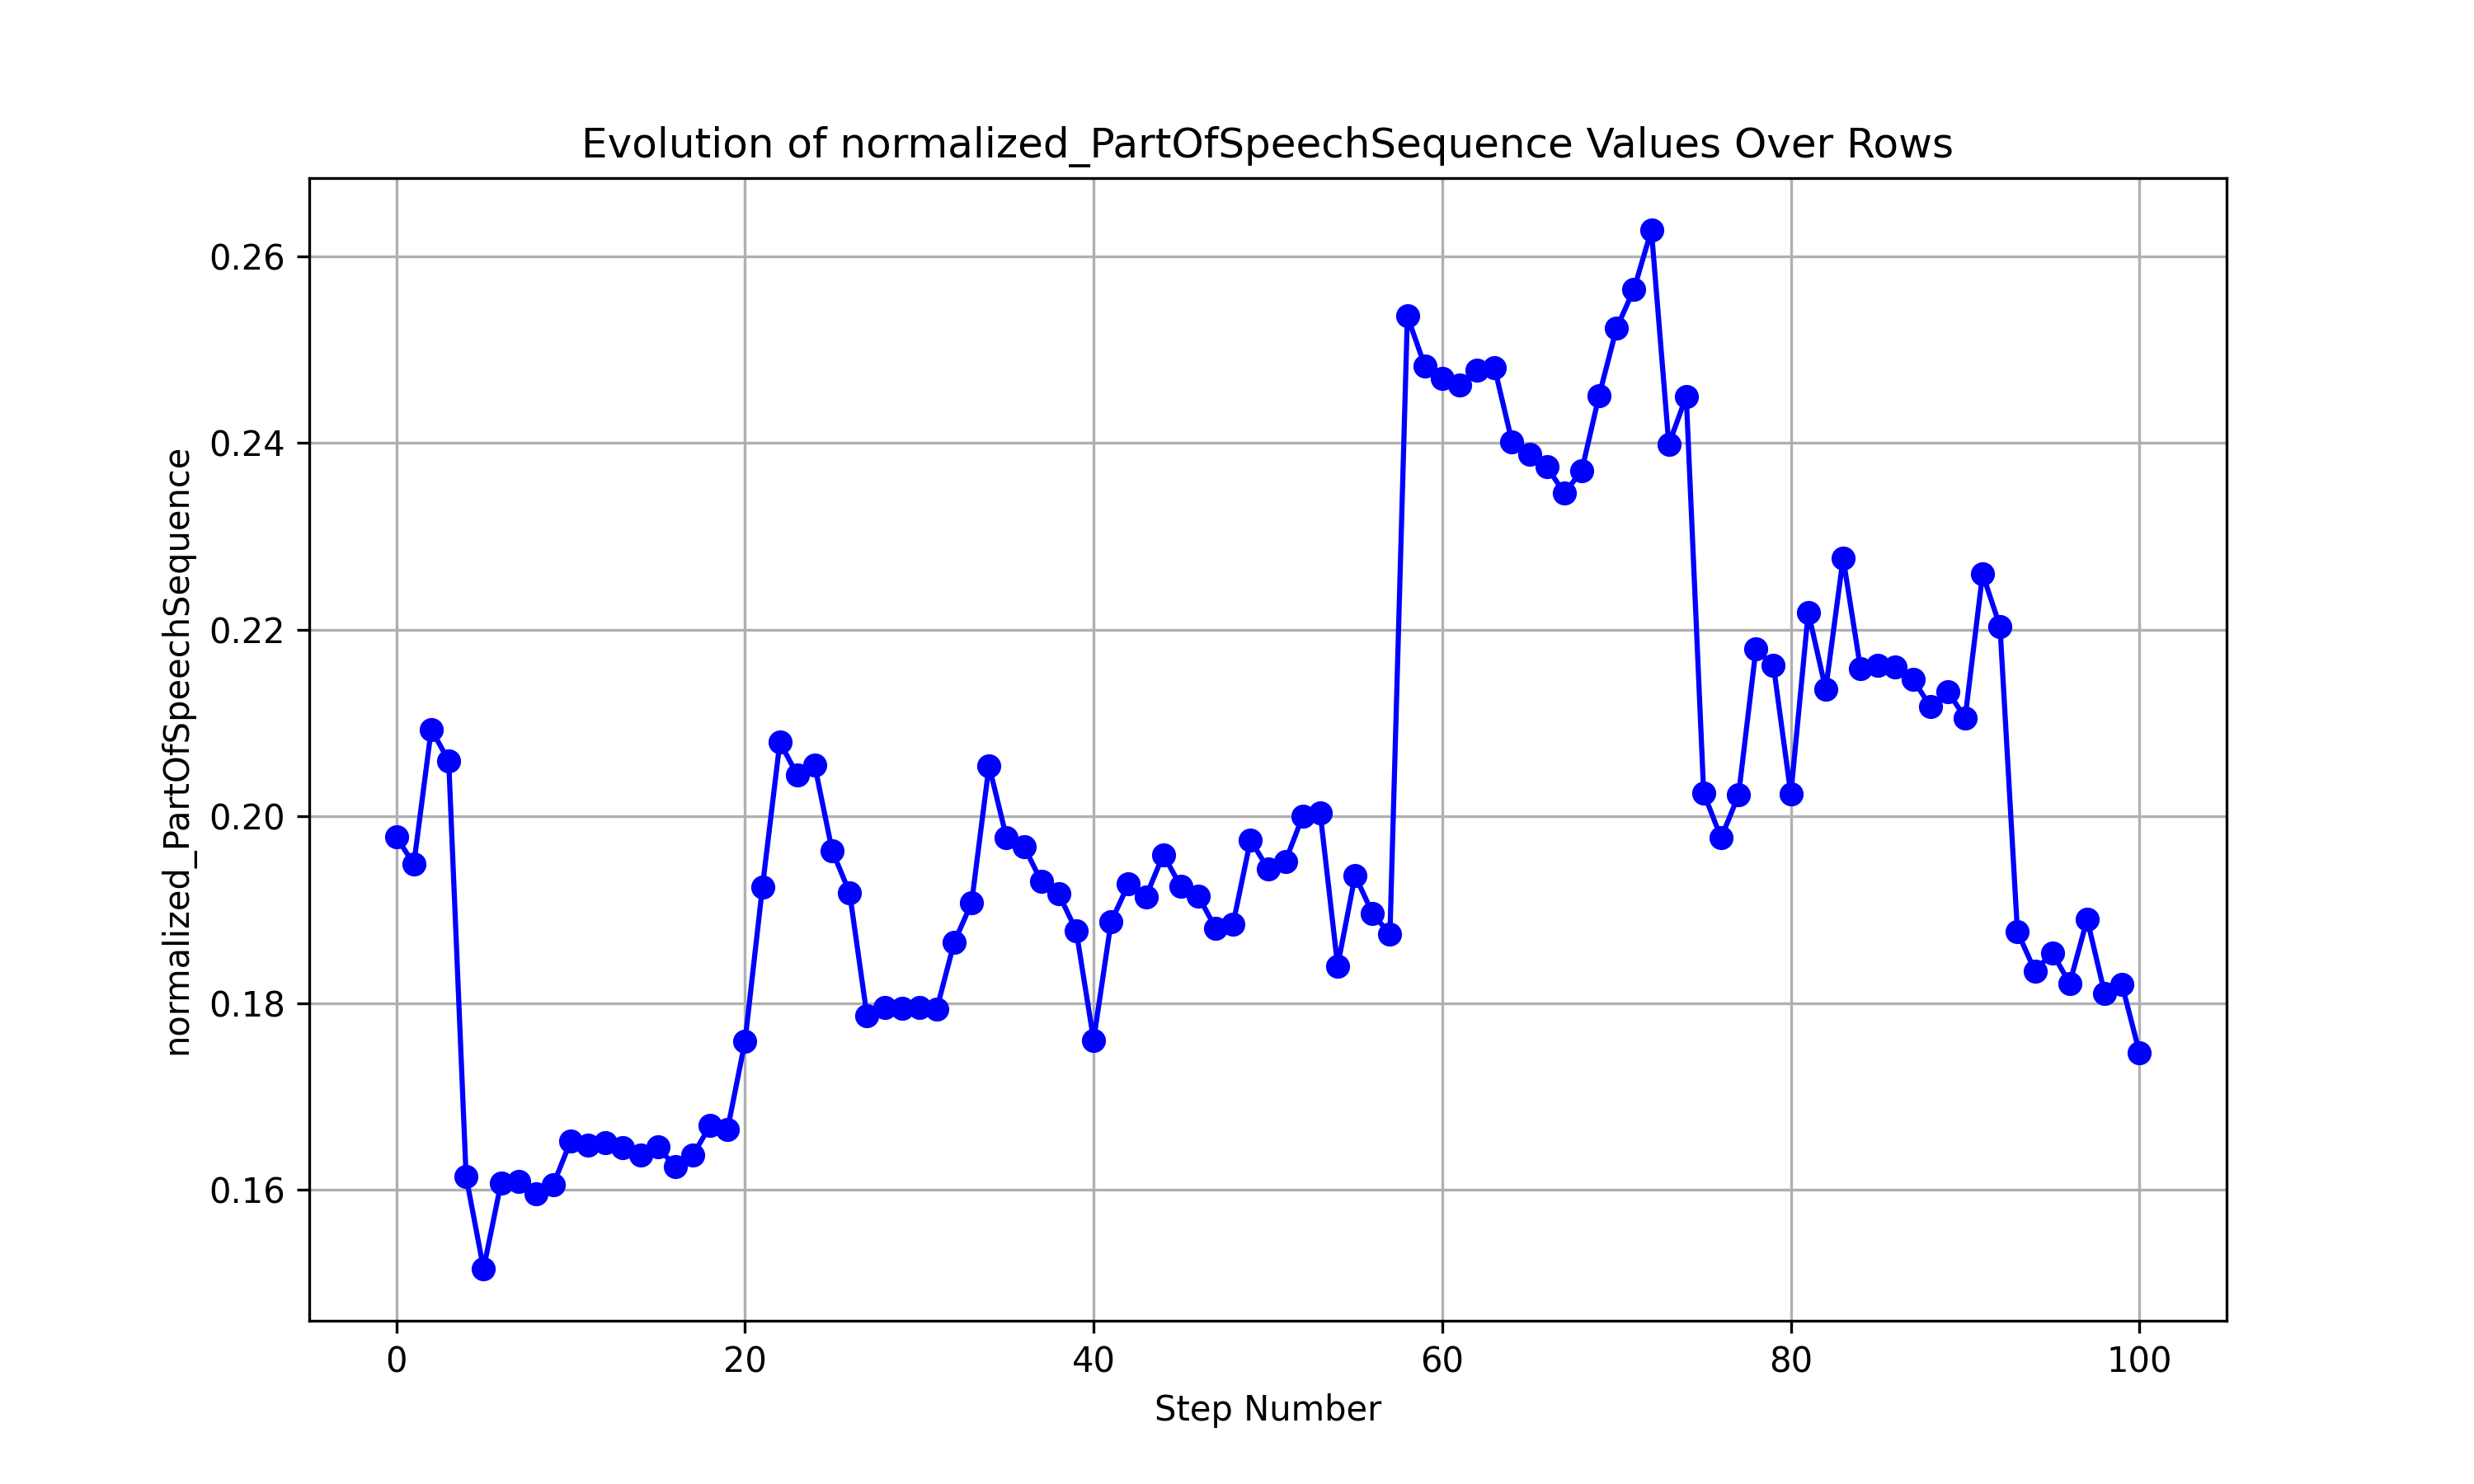 Evolution of normalized_PartOfSpeechSequence Values Over Rows
normalized_PartOfSpeechSequence
0.26
0.24
0.22
0.20
0.18
0.16
0 20 40 60 80 100
Step Number